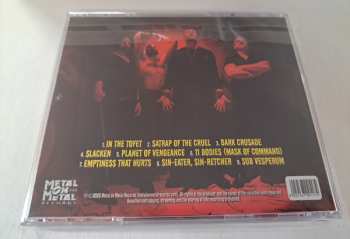 1. IN THE TOFET 2. SATRAP OF THE CRUEL 3. DARK CRUSADE
4. SLACKEN 5. PLANET OF VENGEANCE 6. 11 BODIES (MASK OF COMMAND)
7. EMPTINESS THAT HURTS 8. SIN-EATER, SIN-RETCHER 9. SUB VESPERUM
METAL
ON
METAL
RECORDS